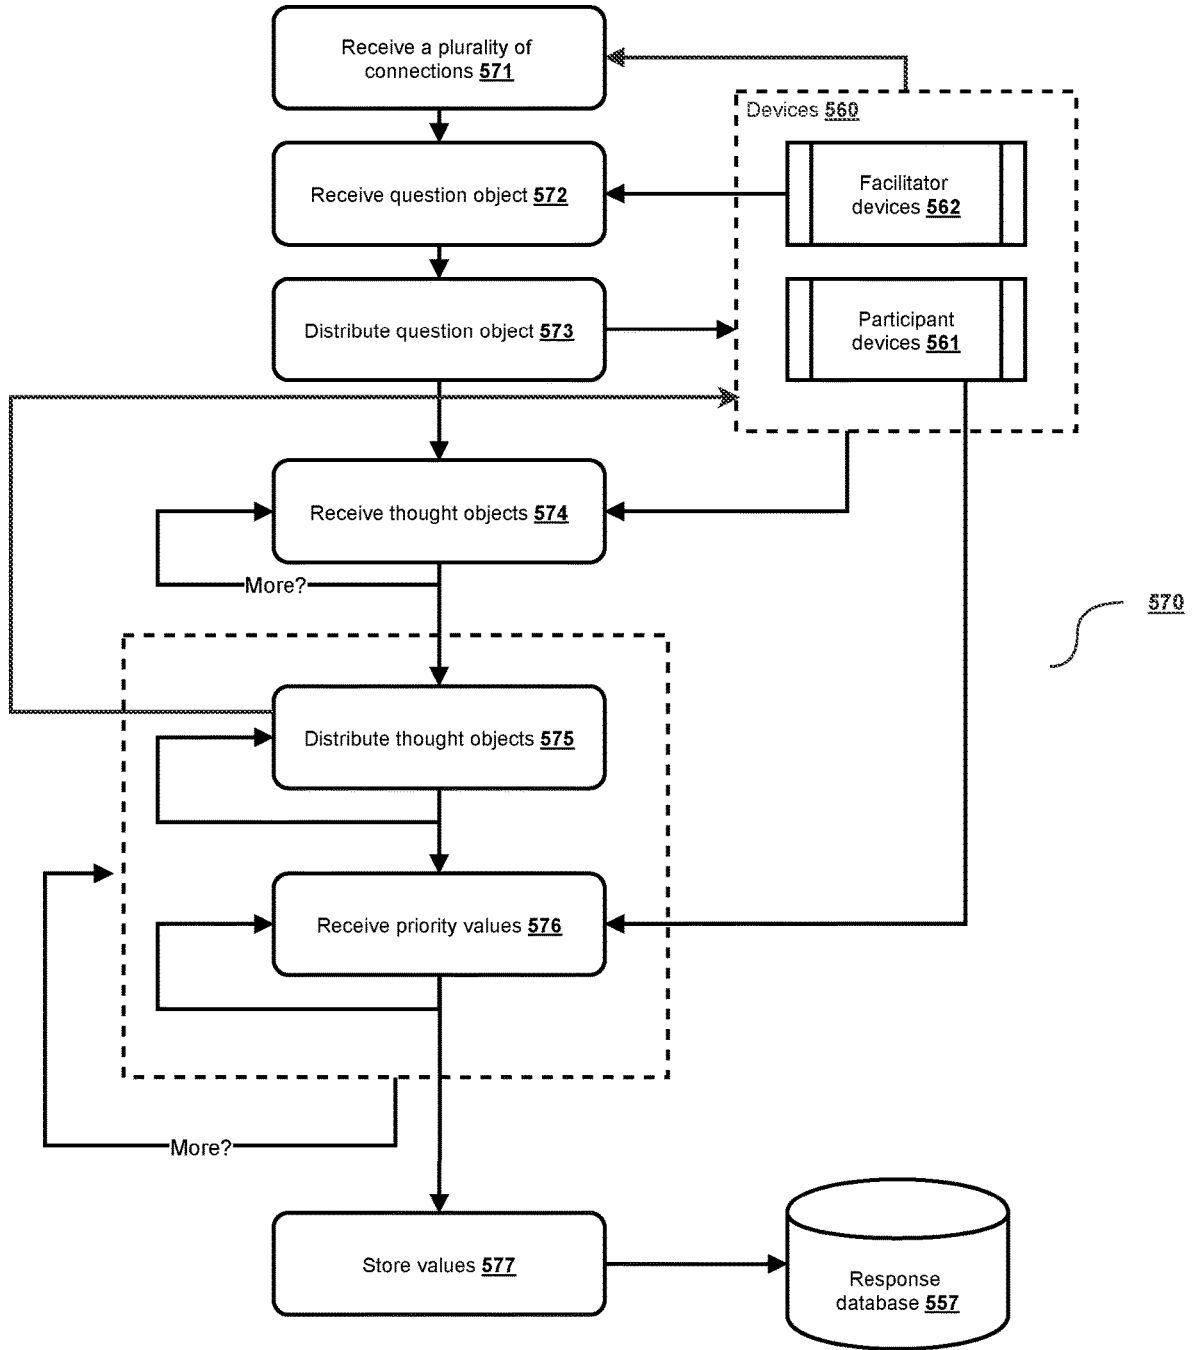 Receive a plurality of
connections 571
Devices 560
Receive question object 572
Facilitator
devices 562
Distribute question object 573
Participant
devices 561
Receive thought objects 574
More?
570
Distribute thought objects 575
Receive priority values 576
More?
Store values 577
Response
database 557